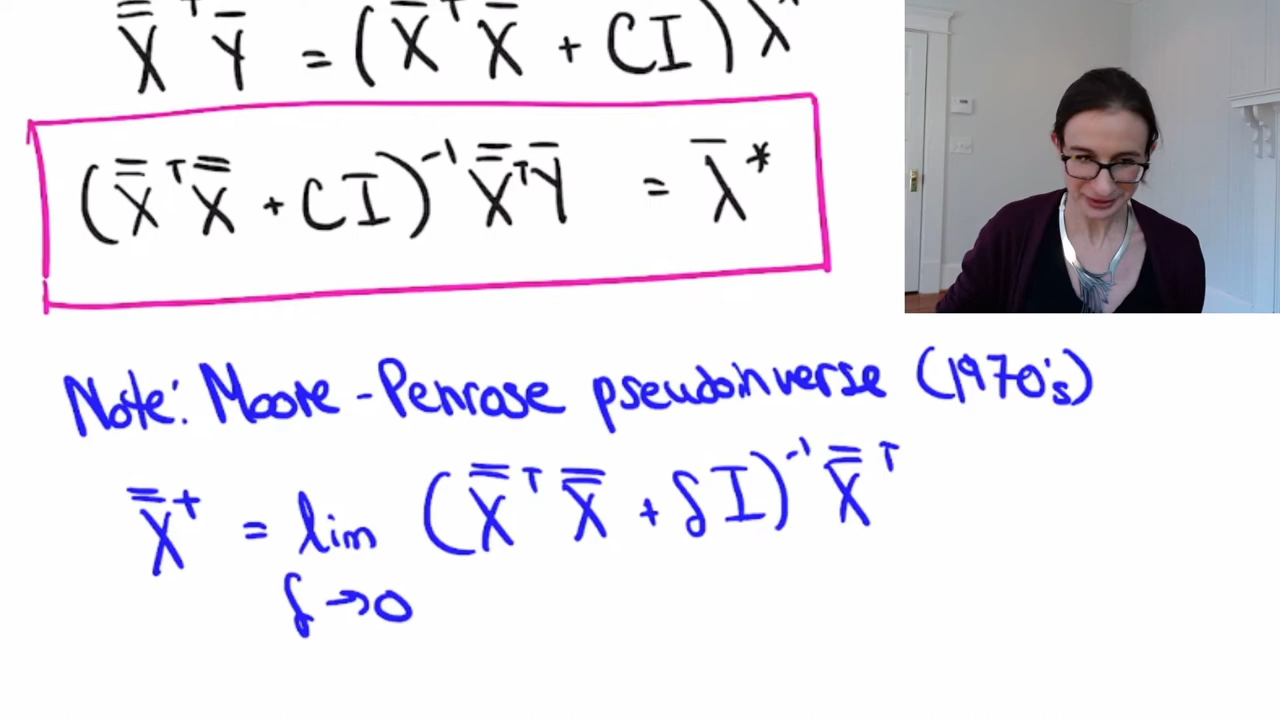 X̿ᵀ Y̅ = (X̿ᵀ X̿ + CI) λ̅*
(X̿ᵀ X̿ + CI)⁻¹ X̿ᵀ Y̅ = λ̅*
Note: Moore-Penrose pseudoinverse (1970's)
X̿⁺ = lim (X̿ᵀ X̿ + δI)⁻¹ X̿ᵀ
δ→0